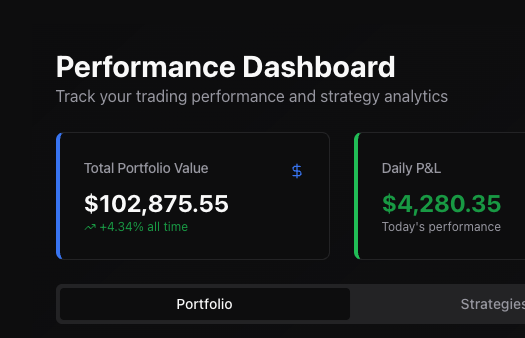 Performance Dashboard
Track your trading performance and strategy analytics
Total Portfolio Value
$
$102,875.55
+4.34% all time
Daily P&L
$4,280.35
Today's performance
Portfolio
Strategies